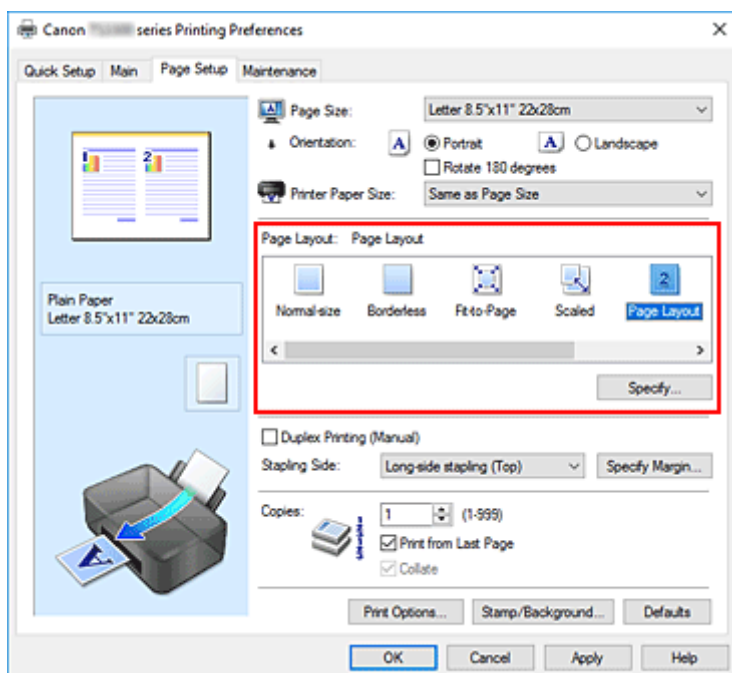 Canon series Printing Preferences
Quick Setup Main Page Setup Maintenance
Page Size: Letter 8.5"x11" 22x28cm
Orientation: A Portrait A Landscape
Rotate 180 degrees
Printer Paper Size: Same as Page Size
Page Layout: Page Layout
1 2
2
Normal-size Borderless Fit-to-Page Scaled Page Layout
Plain Paper
Letter 8.5"x11" 22x28cm
Specify...
Duplex Printing (Manual)
Stapling Side: Long-side stapling (Top) Specify Margin...
Copies: 1 (1-999)
Print from Last Page
Collate
A
Print Options... Stamp/Background... Defaults
OK Cancel Apply Help